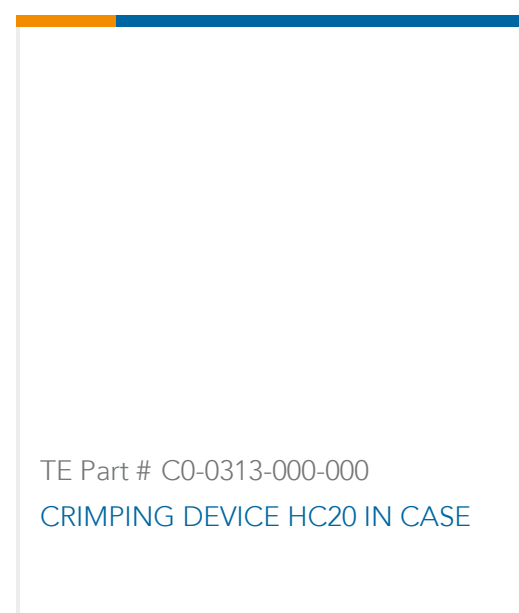 TE Part # C0-0313-000-000
CRIMPING DEVICE HC20 IN CASE